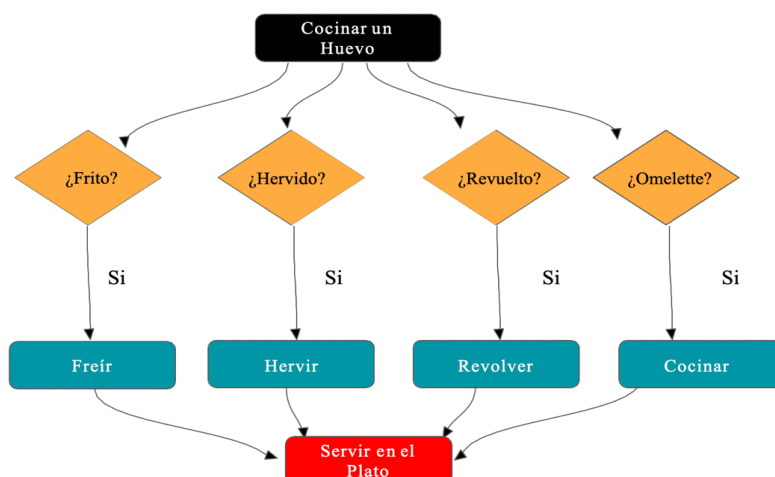 Cocinar un
Huevo
¿Frito?
¿Hervido?
¿Revuelto?
¿Omelette?
Si
Si
Si
Si
Freír
Hervir
Revolver
Cocinar
Servir en el
Plato